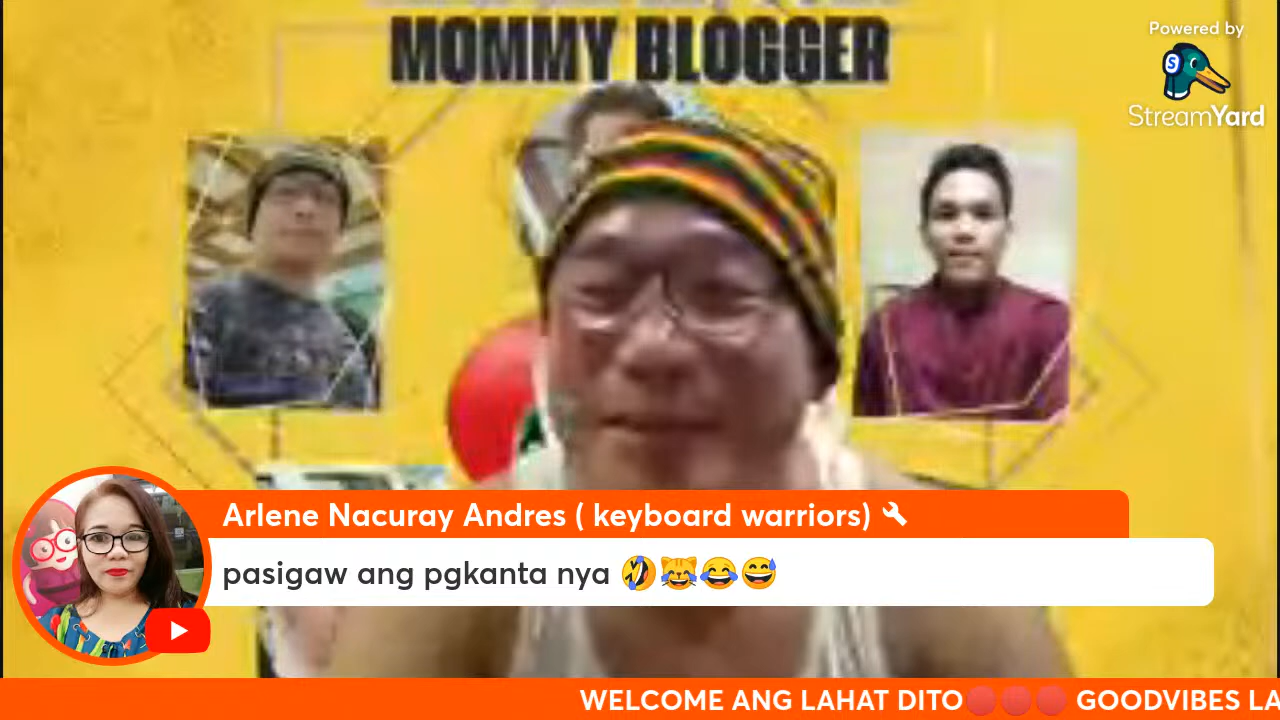 MOMMY BLOGGER
Powered by
StreamYard
Arlene Nacuray Andres ( keyboard warriors) 🔧
pasigaw ang pgkanta nya 🤣😹😂😅
WELCOME ANG LAHAT DITO🔴🔴🔴 GOODVIBES LA